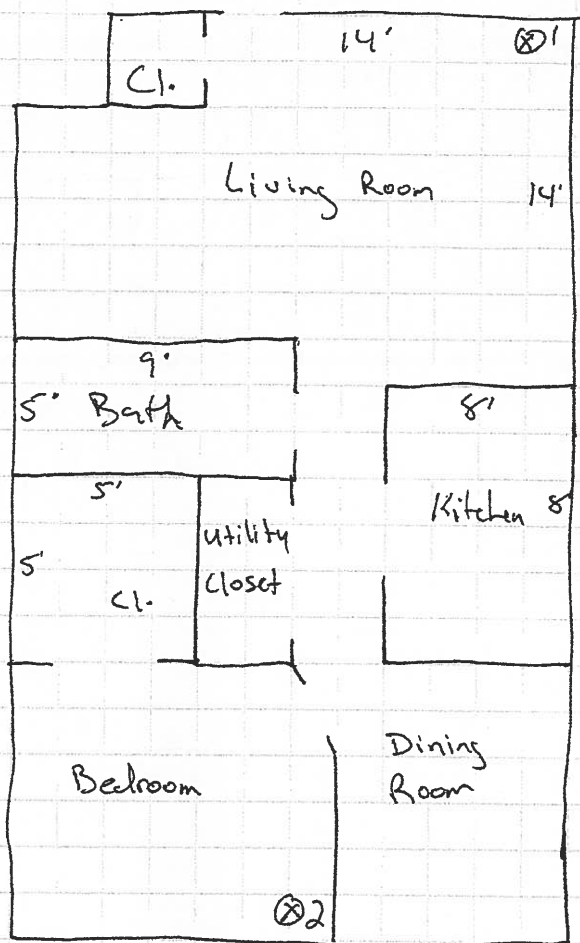 14' ⊗1
Cl.
Living Room 14'
9'
5' Bath
8'
5'
Kitchen 8
utility
closet
5'
Cl.
Dining
Room
Bedroom
⊗2